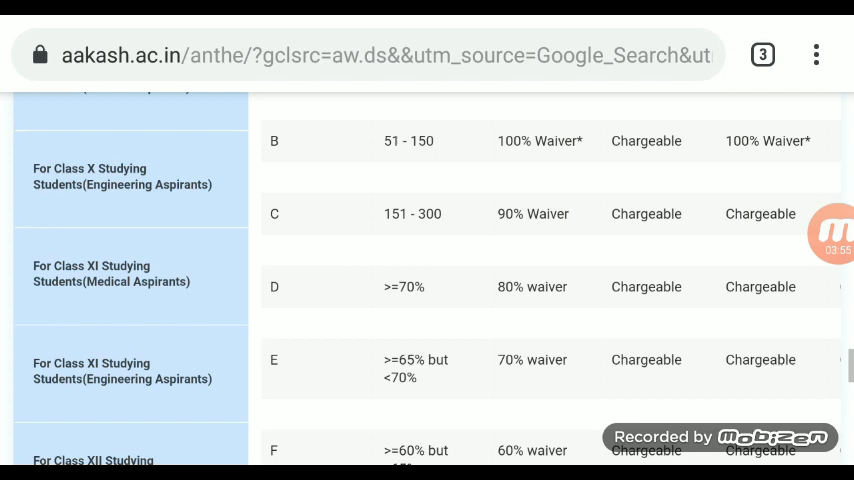 3
aakash.ac.in/anthe/?gclsrc=aw.ds&&utm_source=Google_Search&ut
B 51 - 150 100% Waiver* Chargeable 100% Waiver*
For Class X Studying
Students(Engineering Aspirants)
C 151 - 300 90% Waiver Chargeable Chargeable
03:55
For Class XI Studying
Students(Medical Aspirants)
D >=70% 80% waiver Chargeable Chargeable
For Class XI Studying
Students(Engineering Aspirants)
E >=65% but 70% waiver Chargeable Chargeable
<70%
Recorded by mobizen
F >=60% but 60% waiver Chargeable Chargeable
For Class XII Studying